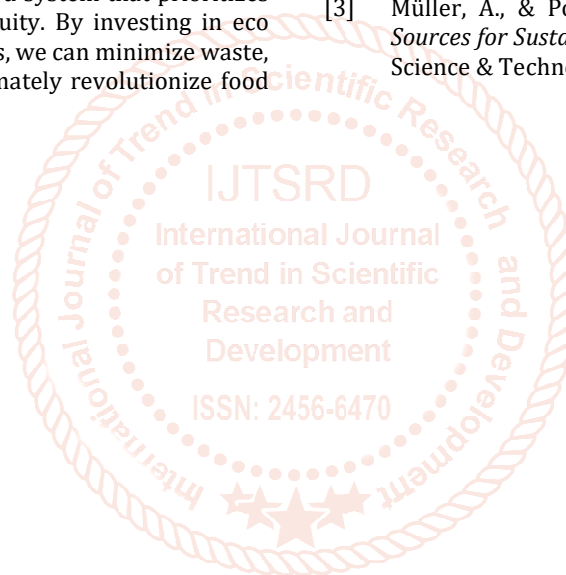 system that prioritizes
uity. By investing in eco
s, we can minimize waste,
nately revolutionize food
[3] Müller, A., & Po
Sources for Susta
Science & Techno
International Journal of Trend in Scientific Research and Development
IJTSRD
International Journal
of Trend in Scientific
Research and
Development
ISSN: 2456-6470